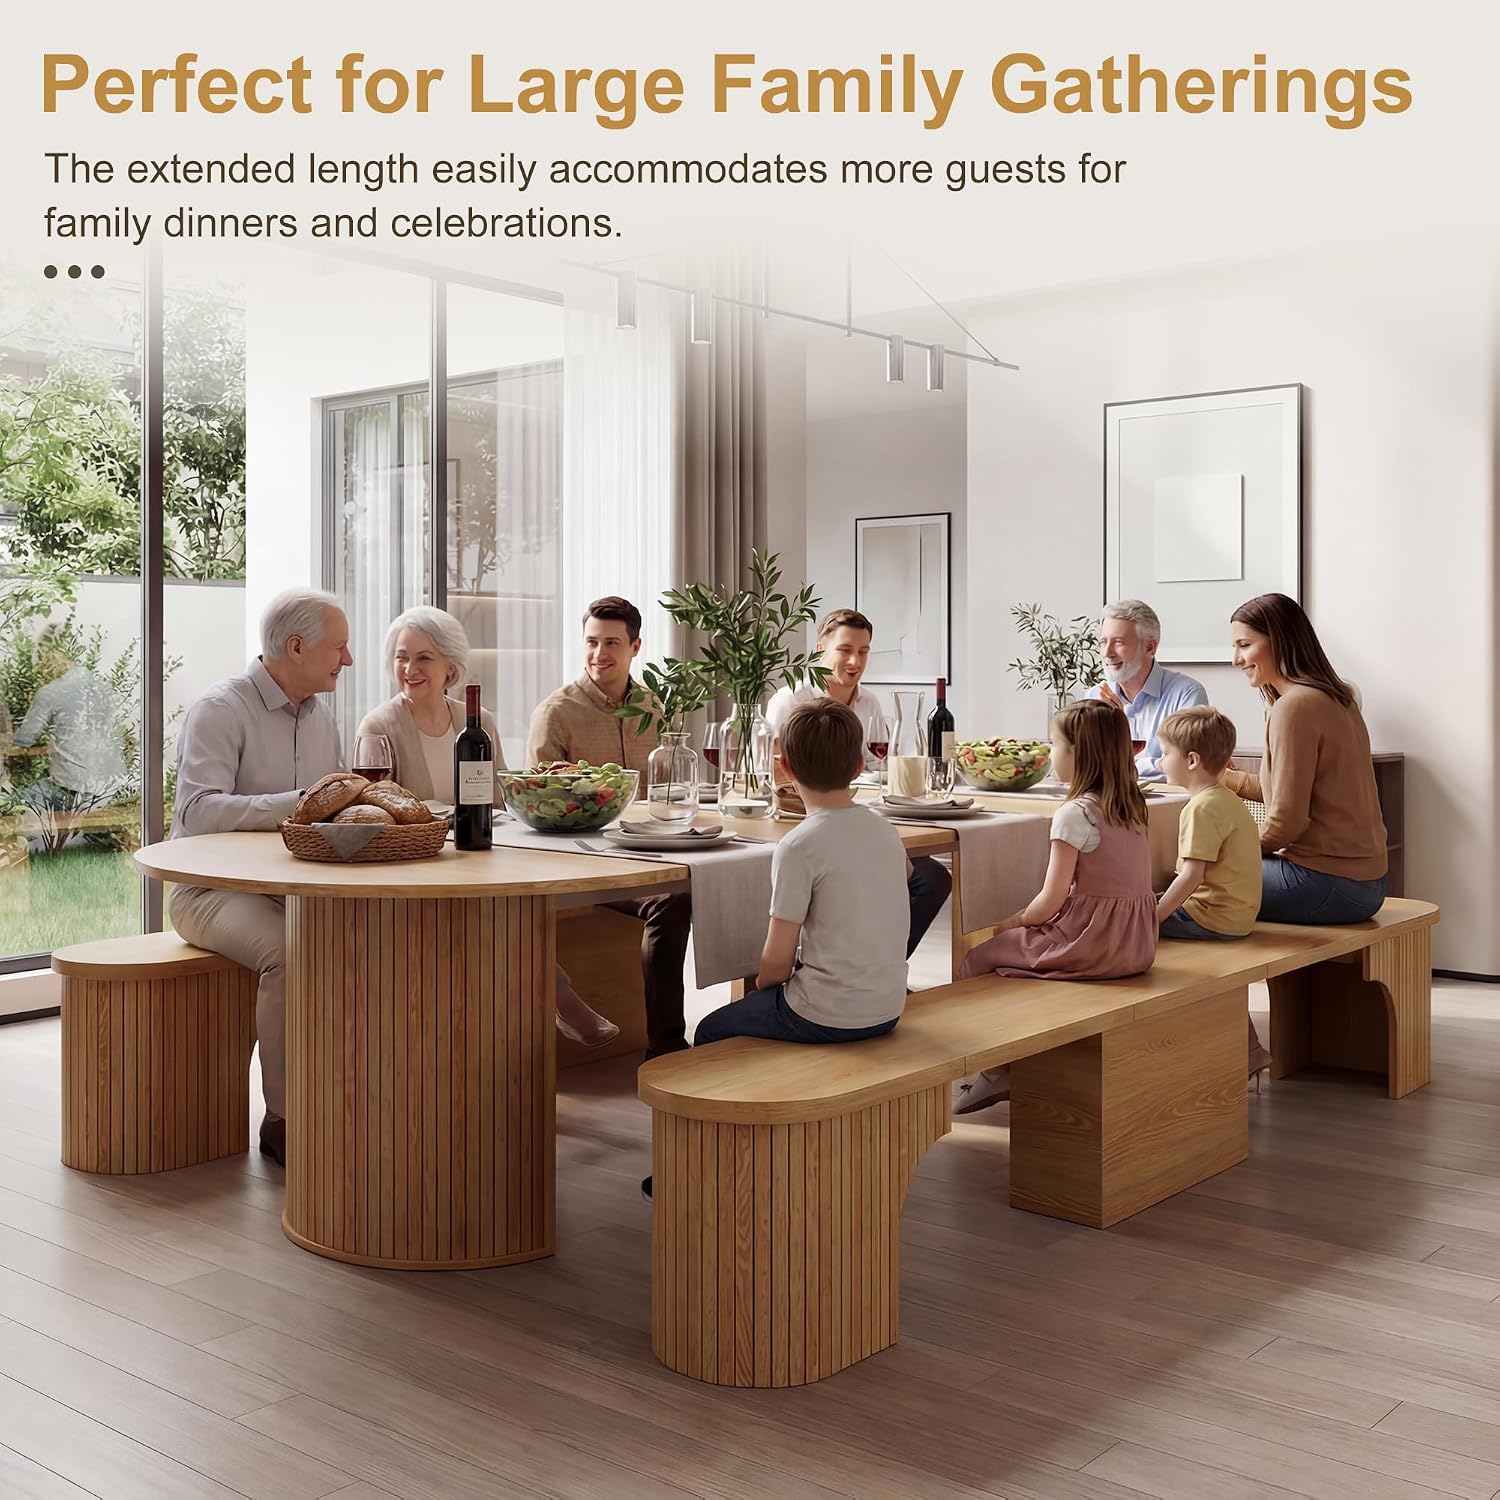 Perfect for Large Family Gatherings
The extended length easily accommodates more guests for
family dinners and celebrations.